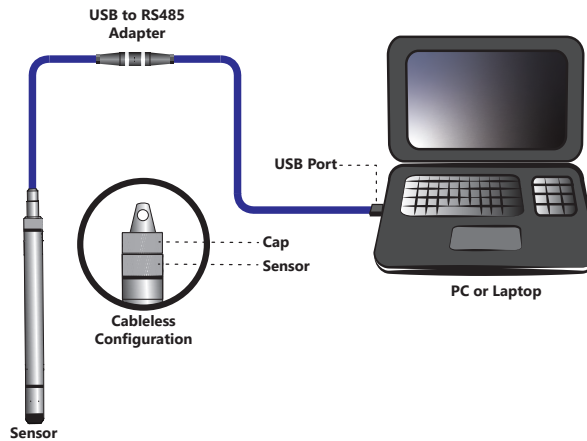 USB to RS485
Adapter
USB Port
Cap
Sensor
PC or Laptop
Cableless
Configuration
Sensor